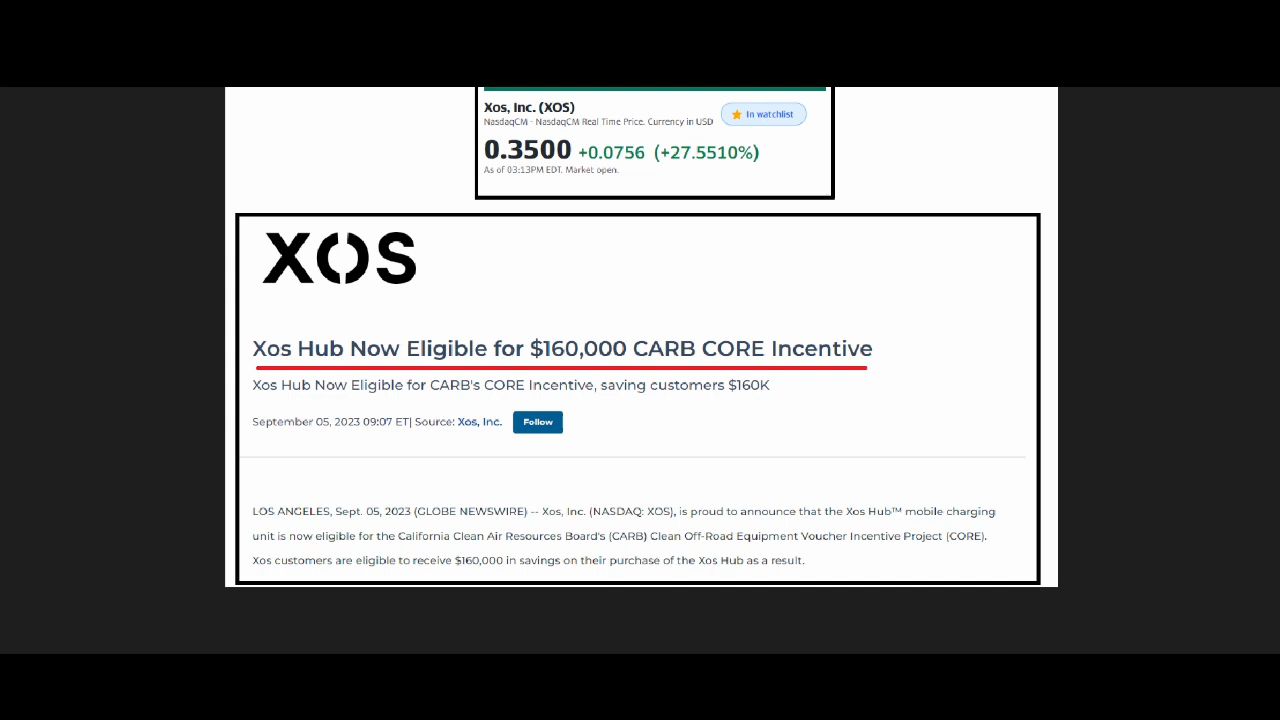 Xos, Inc. (XOS)
NasdaqCM - NasdaqCM Real Time Price. Currency in USD
In watchlist
0.3500 +0.0756 (+27.5510%)
As of 03:13PM EDT. Market open.
XOS
Xos Hub Now Eligible for $160,000 CARB CORE Incentive
Xos Hub Now Eligible for CARB's CORE Incentive, saving customers $160K
September 05, 2023 09:07 ET| Source: Xos, Inc. Follow
LOS ANGELES, Sept. 05, 2023 (GLOBE NEWSWIRE) -- Xos, Inc. (NASDAQ: XOS), is proud to announce that the Xos Hub™ mobile charging
unit is now eligible for the California Clean Air Resources Board's (CARB) Clean Off-Road Equipment Voucher Incentive Project (CORE).
Xos customers are eligible to receive $160,000 in savings on their purchase of the Xos Hub as a result.